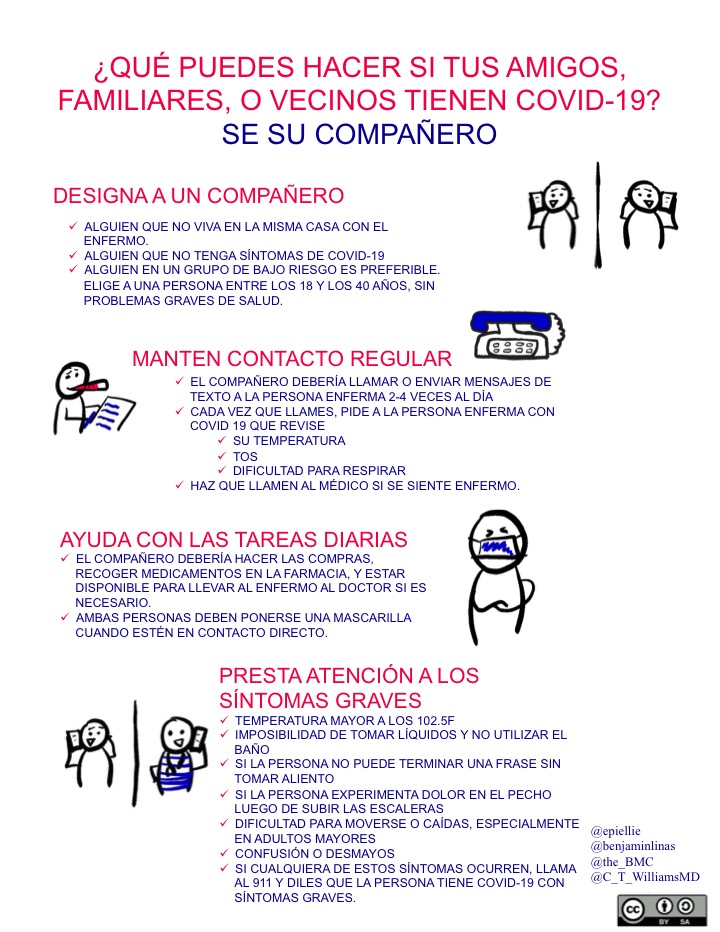 ¿QUÉ PUEDES HACER SI TUS AMIGOS,
FAMILIARES, O VECINOS TIENEN COVID-19?
SE SU COMPAÑERO
DESIGNA A UN COMPAÑERO
✓ ALGUIEN QUE NO VIVA EN LA MISMA CASA CON EL
ENFERMO.
✓ ALGUIEN QUE NO TENGA SÍNTOMAS DE COVID-19
✓ ALGUIEN EN UN GRUPO DE BAJO RIESGO ES PREFERIBLE.
ELIGE A UNA PERSONA ENTRE LOS 18 Y LOS 40 AÑOS, SIN
PROBLEMAS GRAVES DE SALUD.
MANTEN CONTACTO REGULAR
✓ EL COMPAÑERO DEBERÍA LLAMAR O ENVIAR MENSAJES DE
TEXTO A LA PERSONA ENFERMA 2-4 VECES AL DÍA
✓ CADA VEZ QUE LLAMES, PIDE A LA PERSONA ENFERMA CON
COVID 19 QUE REVISE
✓ SU TEMPERATURA
✓ TOS
✓ DIFICULTAD PARA RESPIRAR
✓ HAZ QUE LLAMEN AL MÉDICO SI SE SIENTE ENFERMO.
AYUDA CON LAS TAREAS DIARIAS
✓ EL COMPAÑERO DEBERÍA HACER LAS COMPRAS,
RECOGER MEDICAMENTOS EN LA FARMACIA, Y ESTAR
DISPONIBLE PARA LLEVAR AL ENFERMO AL DOCTOR SI ES
NECESARIO.
✓ AMBAS PERSONAS DEBEN PONERSE UNA MASCARILLA
CUANDO ESTÉN EN CONTACTO DIRECTO.
PRESTA ATENCIÓN A LOS
SÍNTOMAS GRAVES
✓ TEMPERATURA MAYOR A LOS 102.5F
✓ IMPOSIBILIDAD DE TOMAR LÍQUIDOS Y NO UTILIZAR EL
BAÑO
✓ SI LA PERSONA NO PUEDE TERMINAR UNA FRASE SIN
TOMAR ALIENTO
✓ SI LA PERSONA EXPERIMENTA DOLOR EN EL PECHO
LUEGO DE SUBIR LAS ESCALERAS
✓ DIFICULTAD PARA MOVERSE O CAÍDAS, ESPECIALMENTE
EN ADULTOS MAYORES
✓ CONFUSIÓN O DESMAYOS
✓ SI CUALQUIERA DE ESTOS SÍNTOMAS OCURREN, LLAMA
AL 911 Y DILES QUE LA PERSONA TIENE COVID-19 CON
SÍNTOMAS GRAVES.
@epiellie
@benjaminlinas
@the_BMC
@C_T_WilliamsMD
cc
BY SA